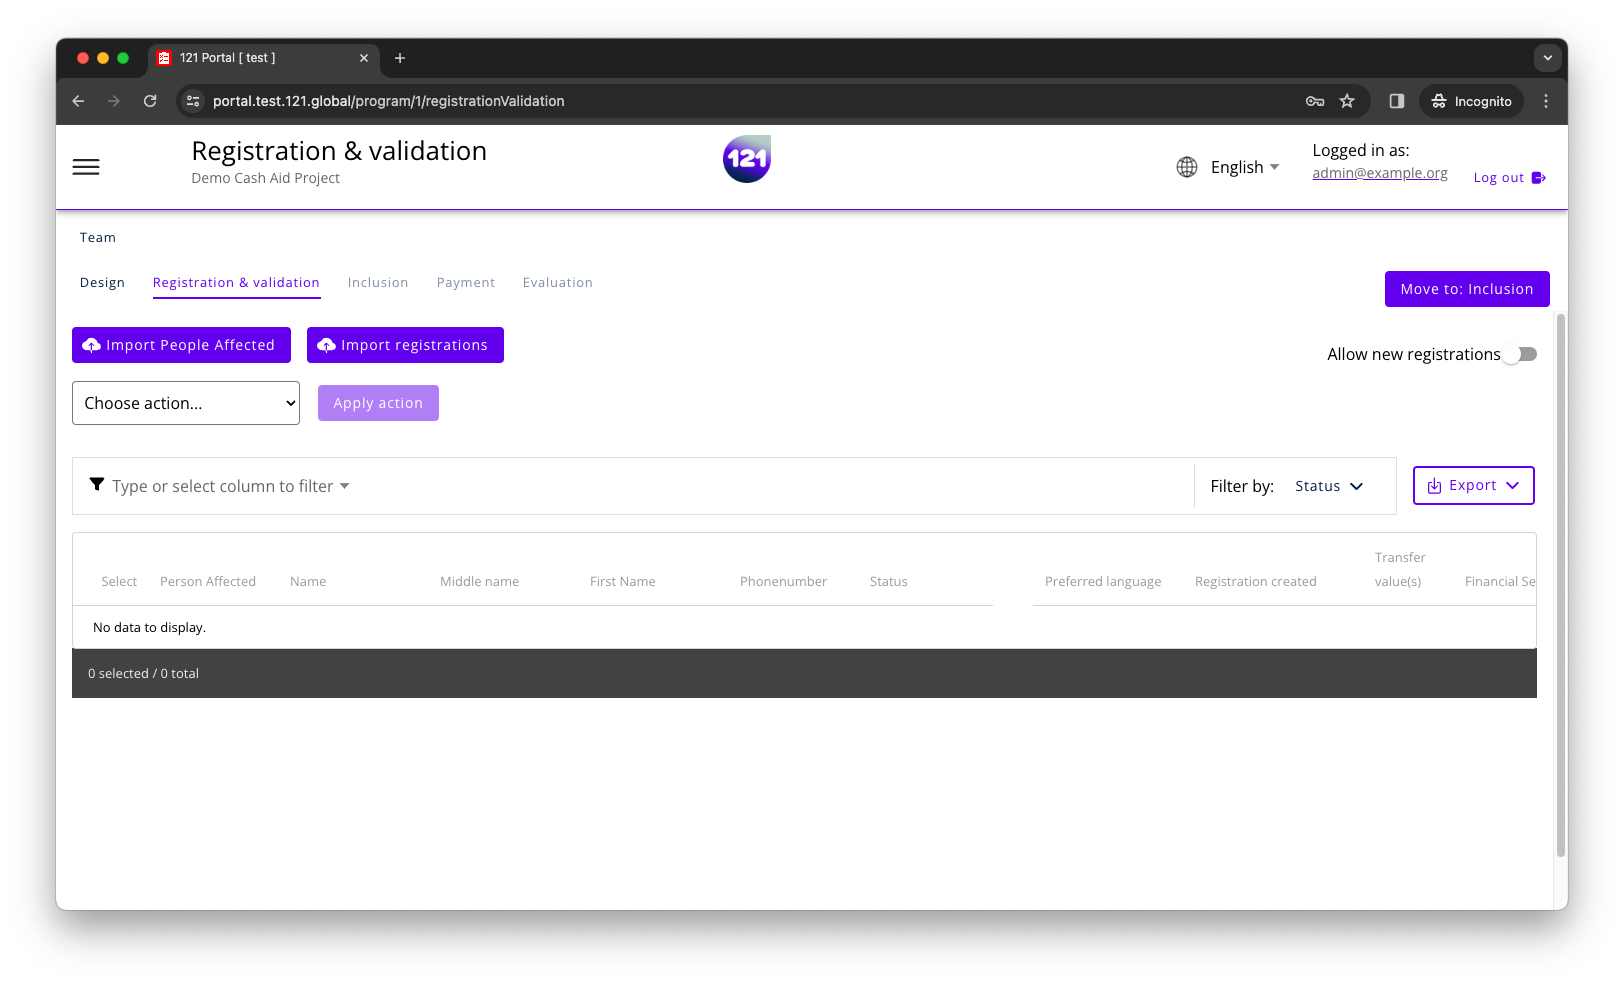 121 Portal [ test ]
portal.test.121.global/program/1/registrationValidation
Incognito
Registration & validation
Demo Cash Aid Project
121
English
Logged in as:
admin@example.org
Log out
Team
Design
Registration & validation
Inclusion
Payment
Evaluation
Move to: Inclusion
Import People Affected
Import registrations
Allow new registrations
Choose action...
Apply action
Type or select column to filter
Filter by:
Status
Export
Select
Person Affected
Name
Middle name
First Name
Phonenumber
Status
Preferred language
Registration created
Transfer
value(s)
Financial Se
No data to display.
0 selected / 0 total